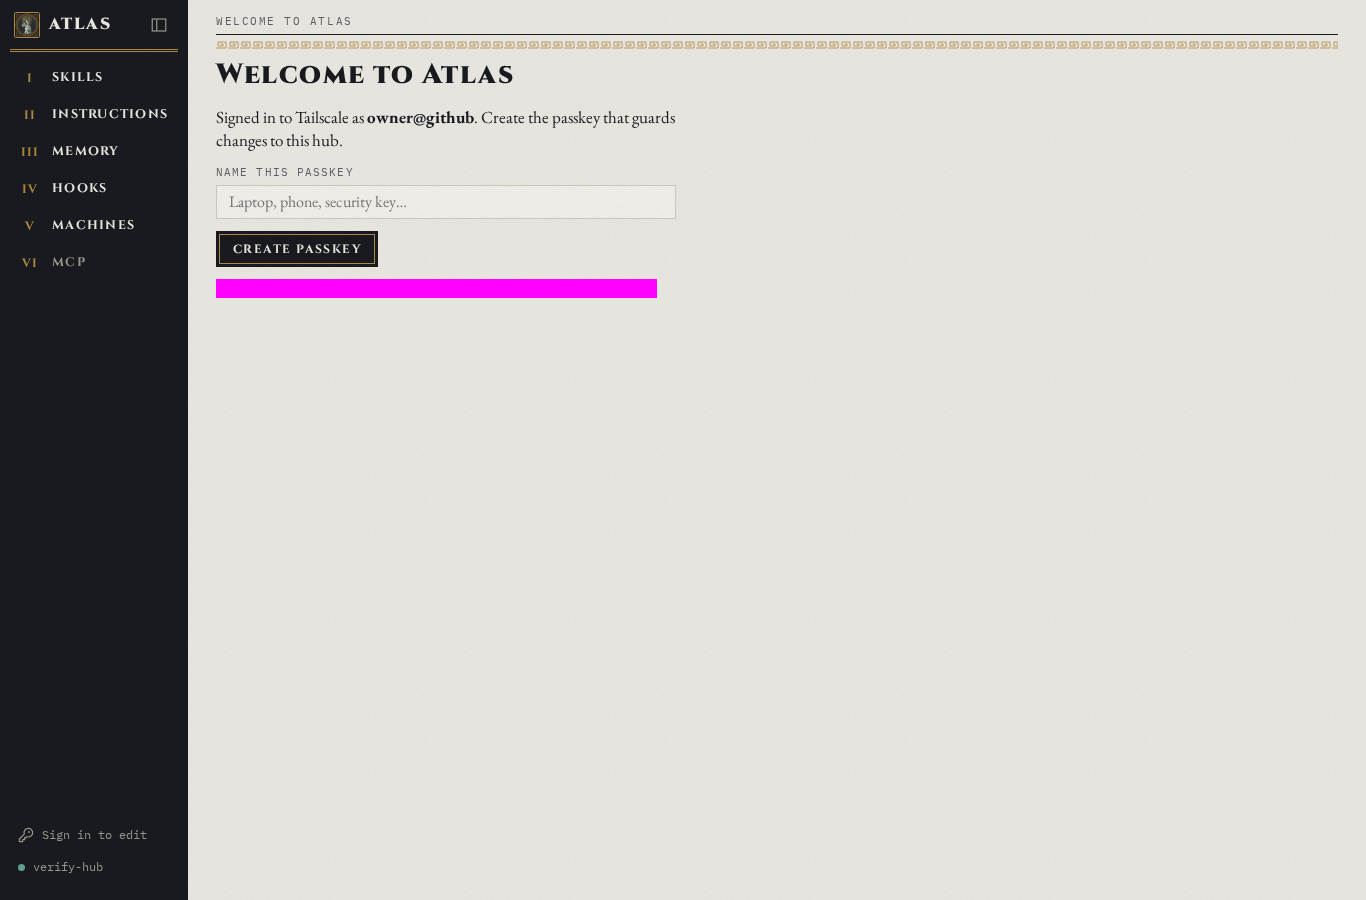 ATLAS
I SKILLS
II INSTRUCTIONS
III MEMORY
IV HOOKS
V MACHINES
VI MCP
Sign in to edit
verify-hub
WELCOME TO ATLAS
Welcome to Atlas
Signed in to Tailscale as owner@github. Create the passkey that guards
changes to this hub.
NAME THIS PASSKEY
Laptop, phone, security key…
CREATE PASSKEY